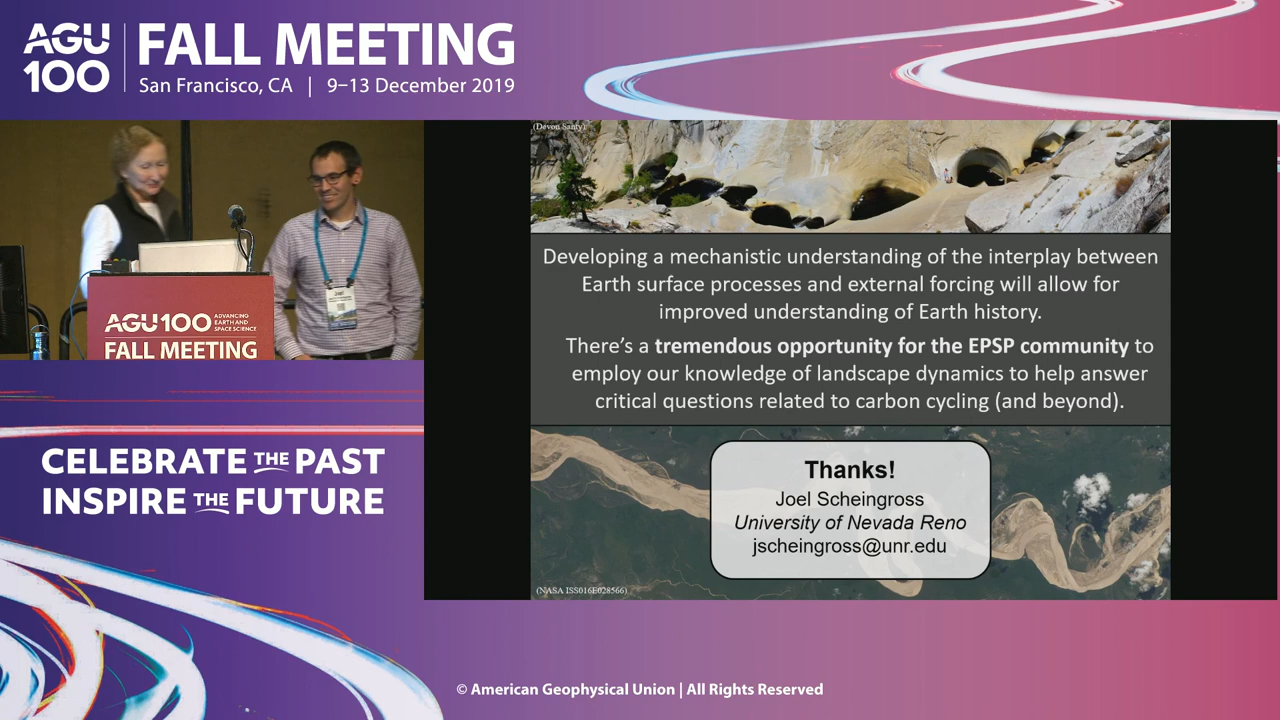 AGU
100
FALL MEETING
San Francisco, CA | 9–13 December 2019
(Devon Santy)
Developing a mechanistic understanding of the interplay between
Earth surface processes and external forcing will allow for
improved understanding of Earth history.
There’s a tremendous opportunity for the EPSP community to
employ our knowledge of landscape dynamics to help answer
critical questions related to carbon cycling (and beyond).
AGU100 ADVANCING
EARTH AND
SPACE SCIENCE
FALL MEETING
CELEBRATE THE PAST
INSPIRE THE FUTURE
Thanks!
Joel Scheingross
University of Nevada Reno
jscheingross@unr.edu
(NASA ISS016E028566)
© American Geophysical Union | All Rights Reserved